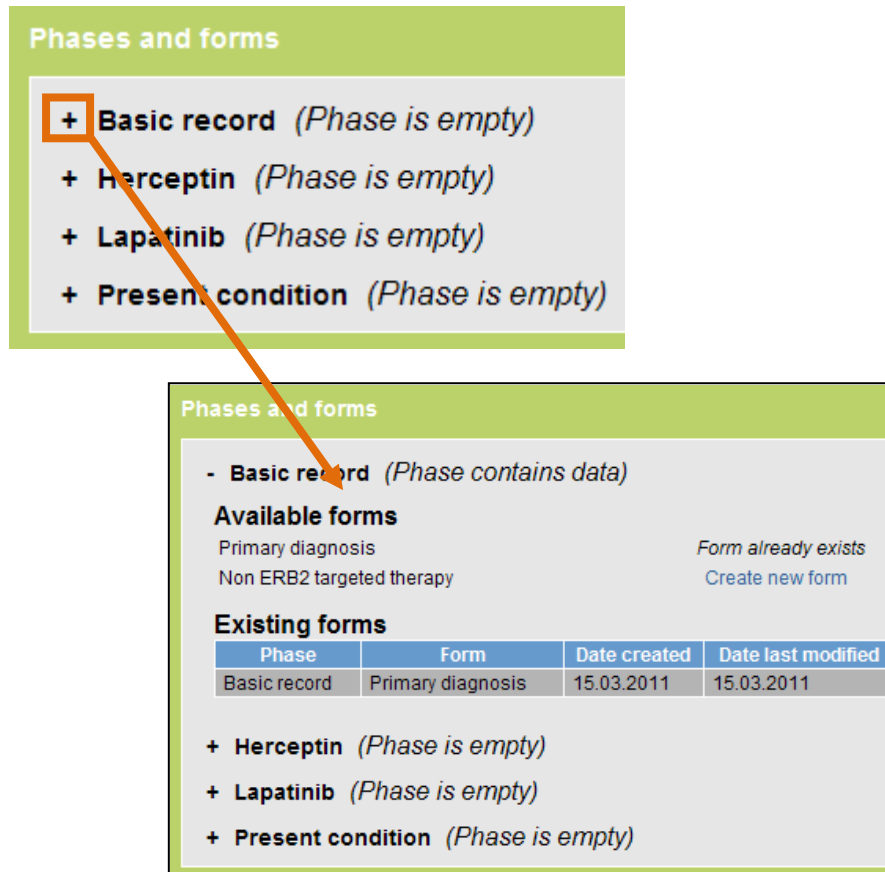 Phases and forms
+ Basic record (Phase is empty)
+ Herceptin (Phase is empty)
+ Lapatinib (Phase is empty)
+ Present condition (Phase is empty)
Phases and forms
- Basic record (Phase contains data)
Available forms
Primary diagnosis Form already exists
Non ERB2 targeted therapy Create new form
Existing forms
Phase Form Date created Date last modified
Basic record Primary diagnosis 15.03.2011 15.03.2011
+ Herceptin (Phase is empty)
+ Lapatinib (Phase is empty)
+ Present condition (Phase is empty)